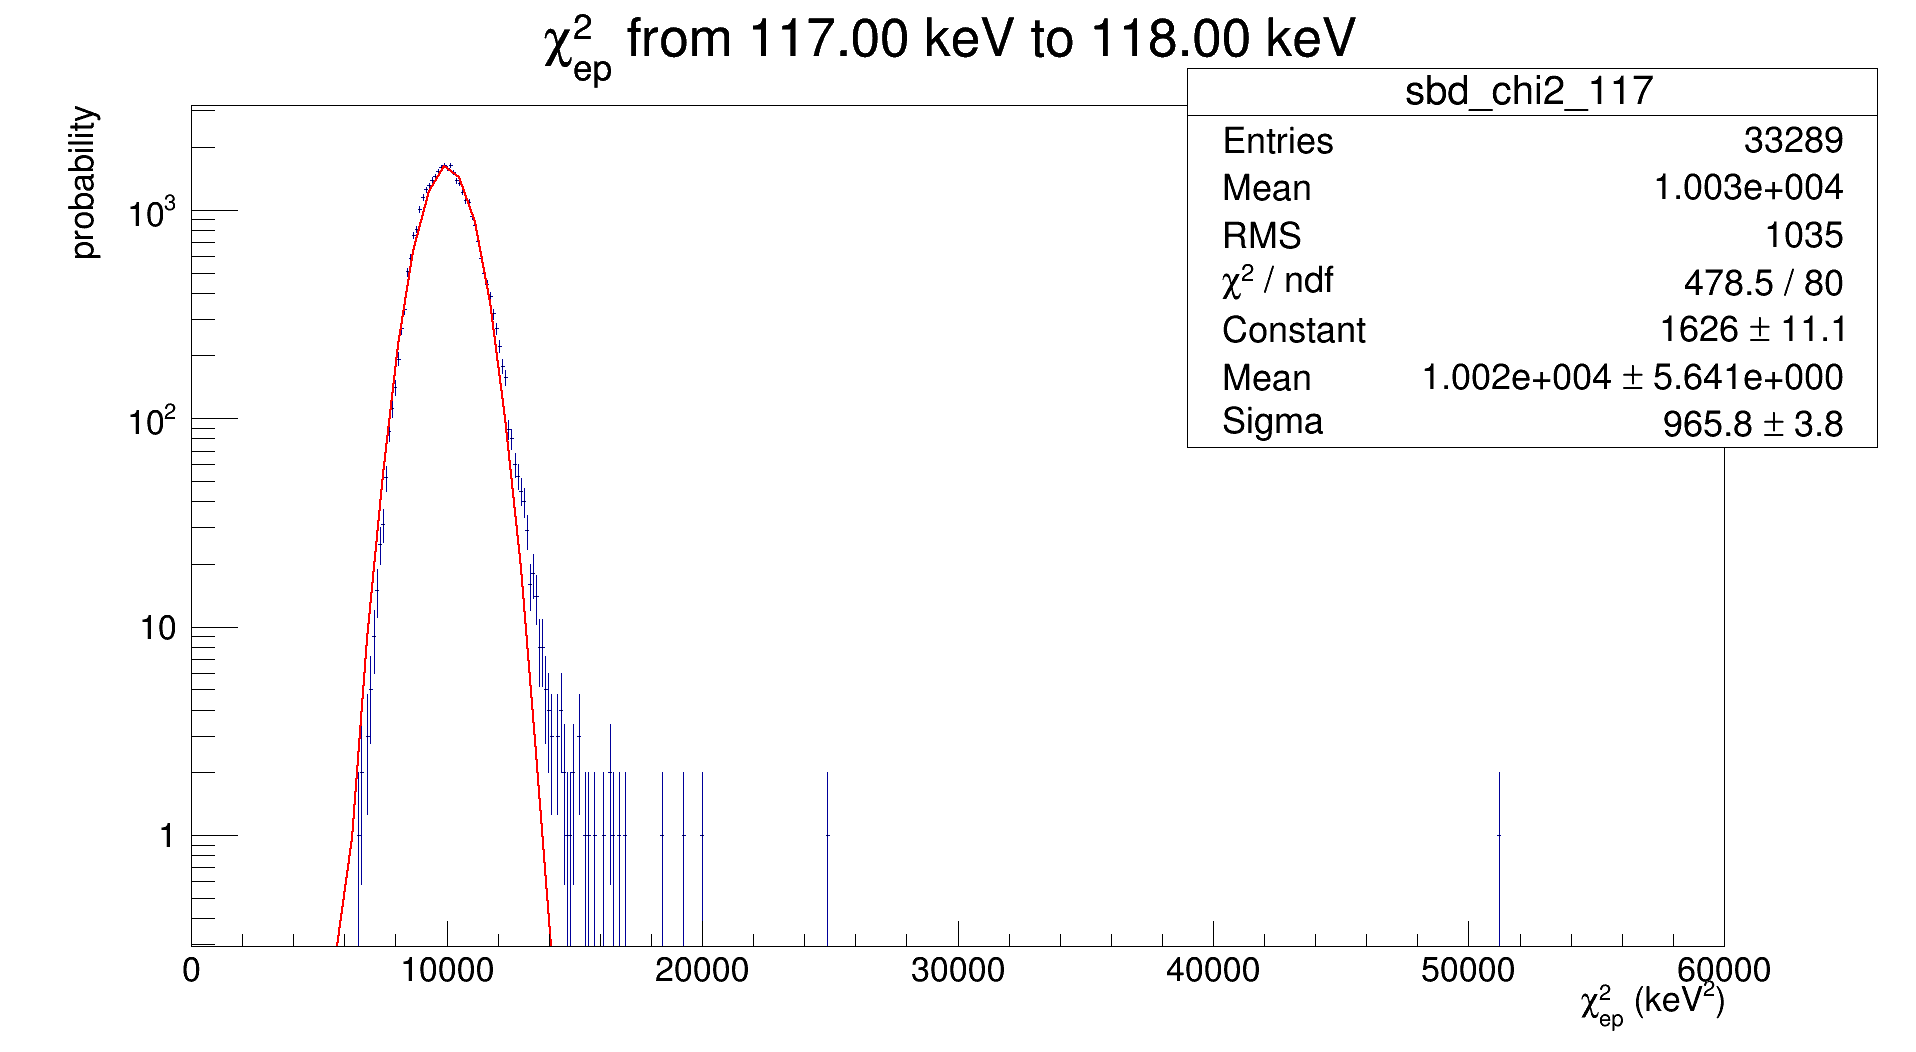 χ²ep from 117.00 keV to 118.00 keV
sbd_chi2_117
Entries 33289
Mean 1.003e+004
RMS 1035
χ² / ndf 478.5 / 80
Constant 1626 ± 11.1
Mean 1.002e+004 ± 5.641e+000
Sigma 965.8 ± 3.8
probability
10³
10²
10
1
0 10000 20000 30000 40000 50000 60000
χ²ep (keV²)